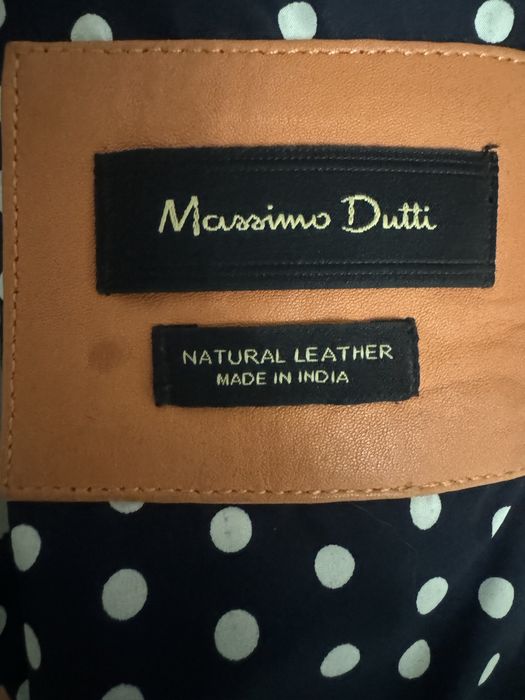 Massimo Dutti
NATURAL LEATHER
MADE IN INDIA